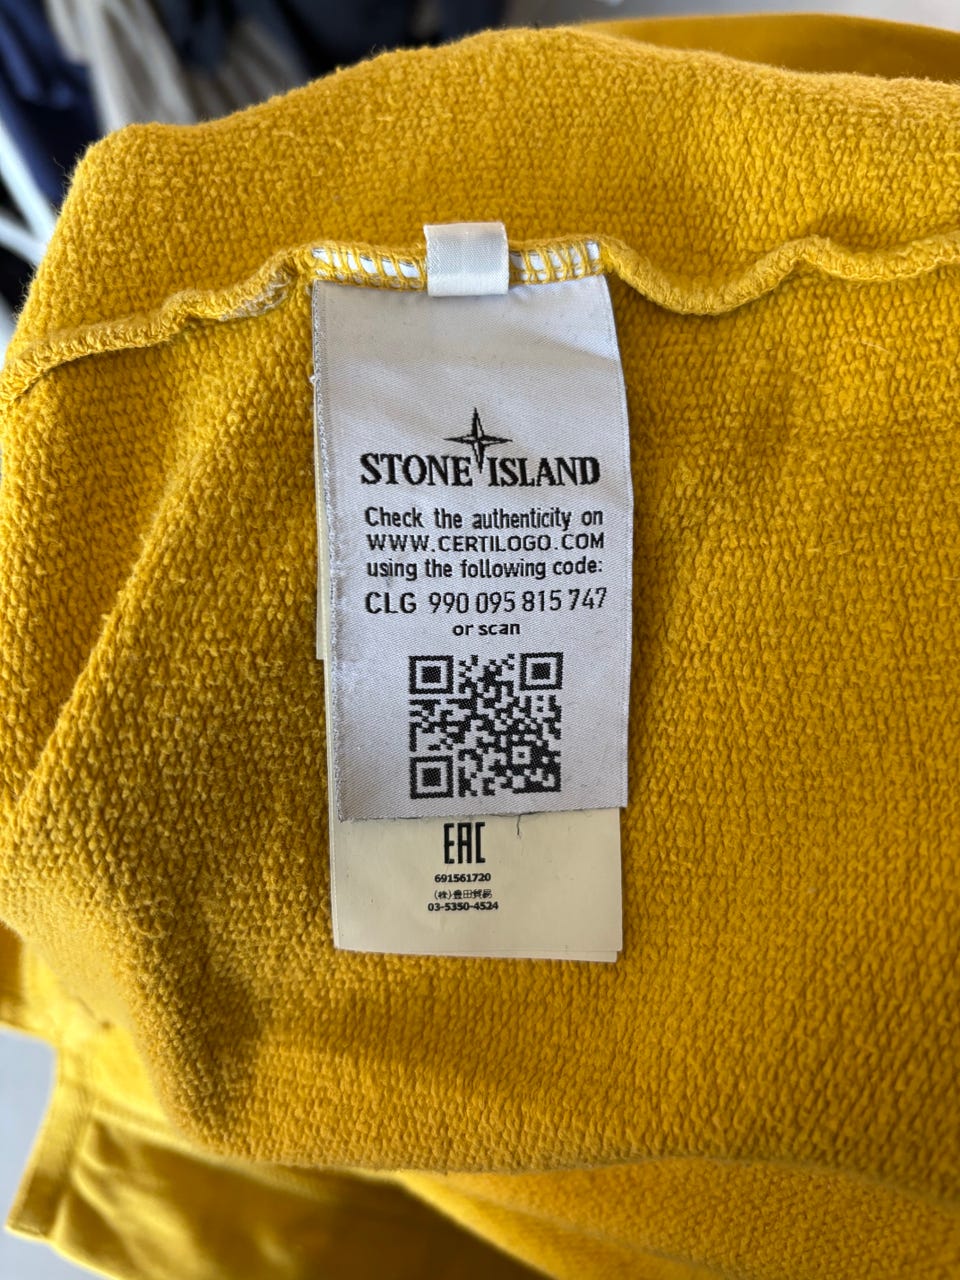 STONE ISLAND
Check the authenticity on
WWW.CERTILOGO.COM
using the following code:
CLG 990 095 815 747
or scan
EAC
691561720
(株)豊田貿易
03-5350-4524